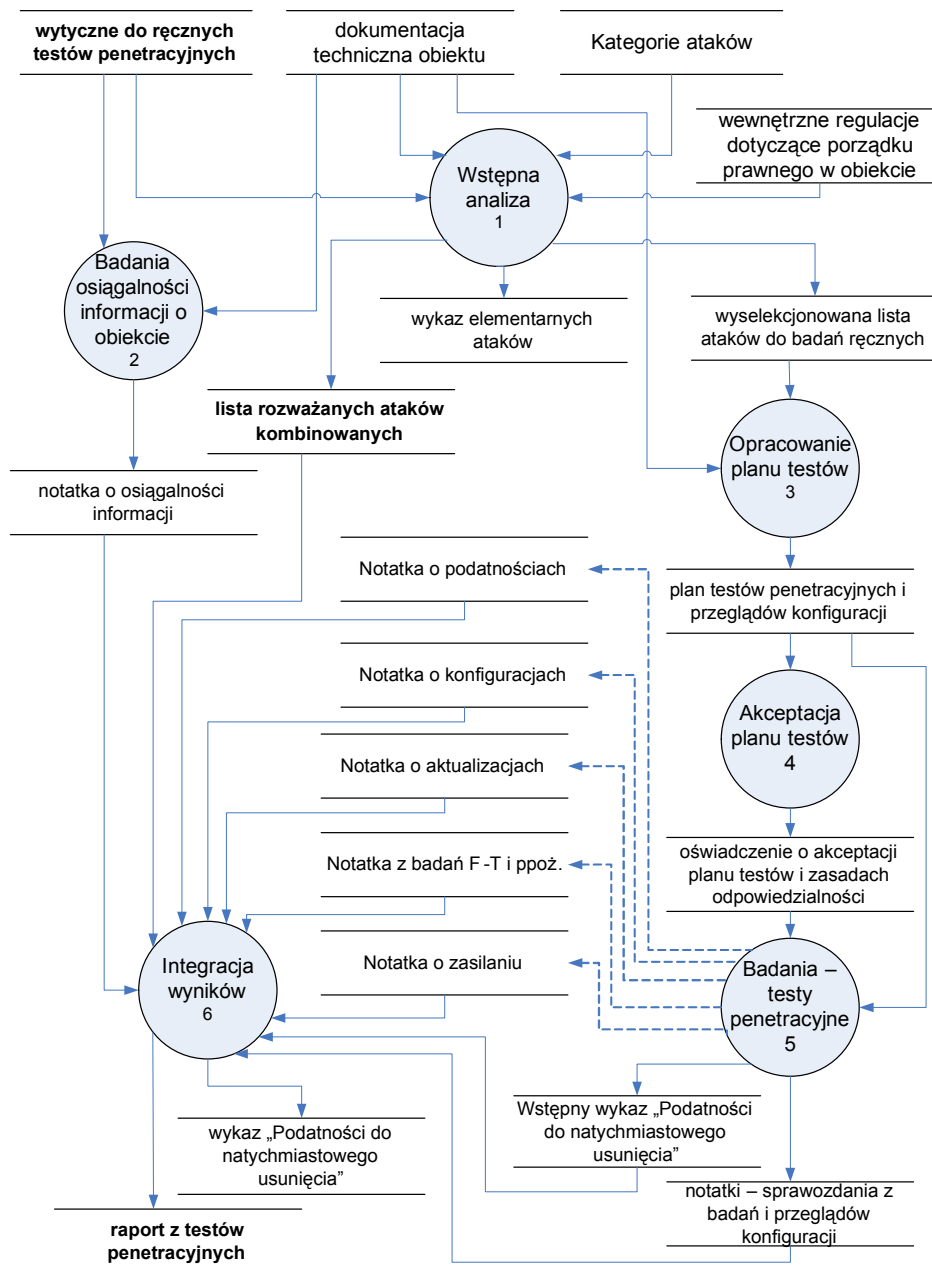 wytyczne do ręcznych
testów penetracyjnych
dokumentacja
techniczna obiektu
Kategorie ataków
wewnętrzne regulacje
dotyczące porządku
prawnego w obiekcie
Wstępna
analiza
1
Badania
osiągalności
informacji o
obiekcie
2
wykaz elementarnych
ataków
wyselekcjonowana lista
ataków do badań ręcznych
lista rozważanych ataków
kombinowanych
Opracowanie
planu testów
3
notatka o osiągalności
informacji
Notatka o podatnościach
plan testów penetracyjnych i
przeglądów konfiguracji
Notatka o konfiguracjach
Akceptacja
planu testów
4
Notatka o aktualizacjach
Notatka z badań F -T i ppoż.
oświadczenie o akceptacji
planu testów i zasadach
odpowiedzialności
Notatka o zasilaniu
Integracja
wyników
6
Badania –
testy
penetracyjne
5
wykaz „Podatności do
natychmiastowego
usunięcia”
Wstępny wykaz „Podatności
do natychmiastowego
usunięcia”
raport z testów
penetracyjnych
notatki – sprawozdania z
badań i przeglądów
konfiguracji